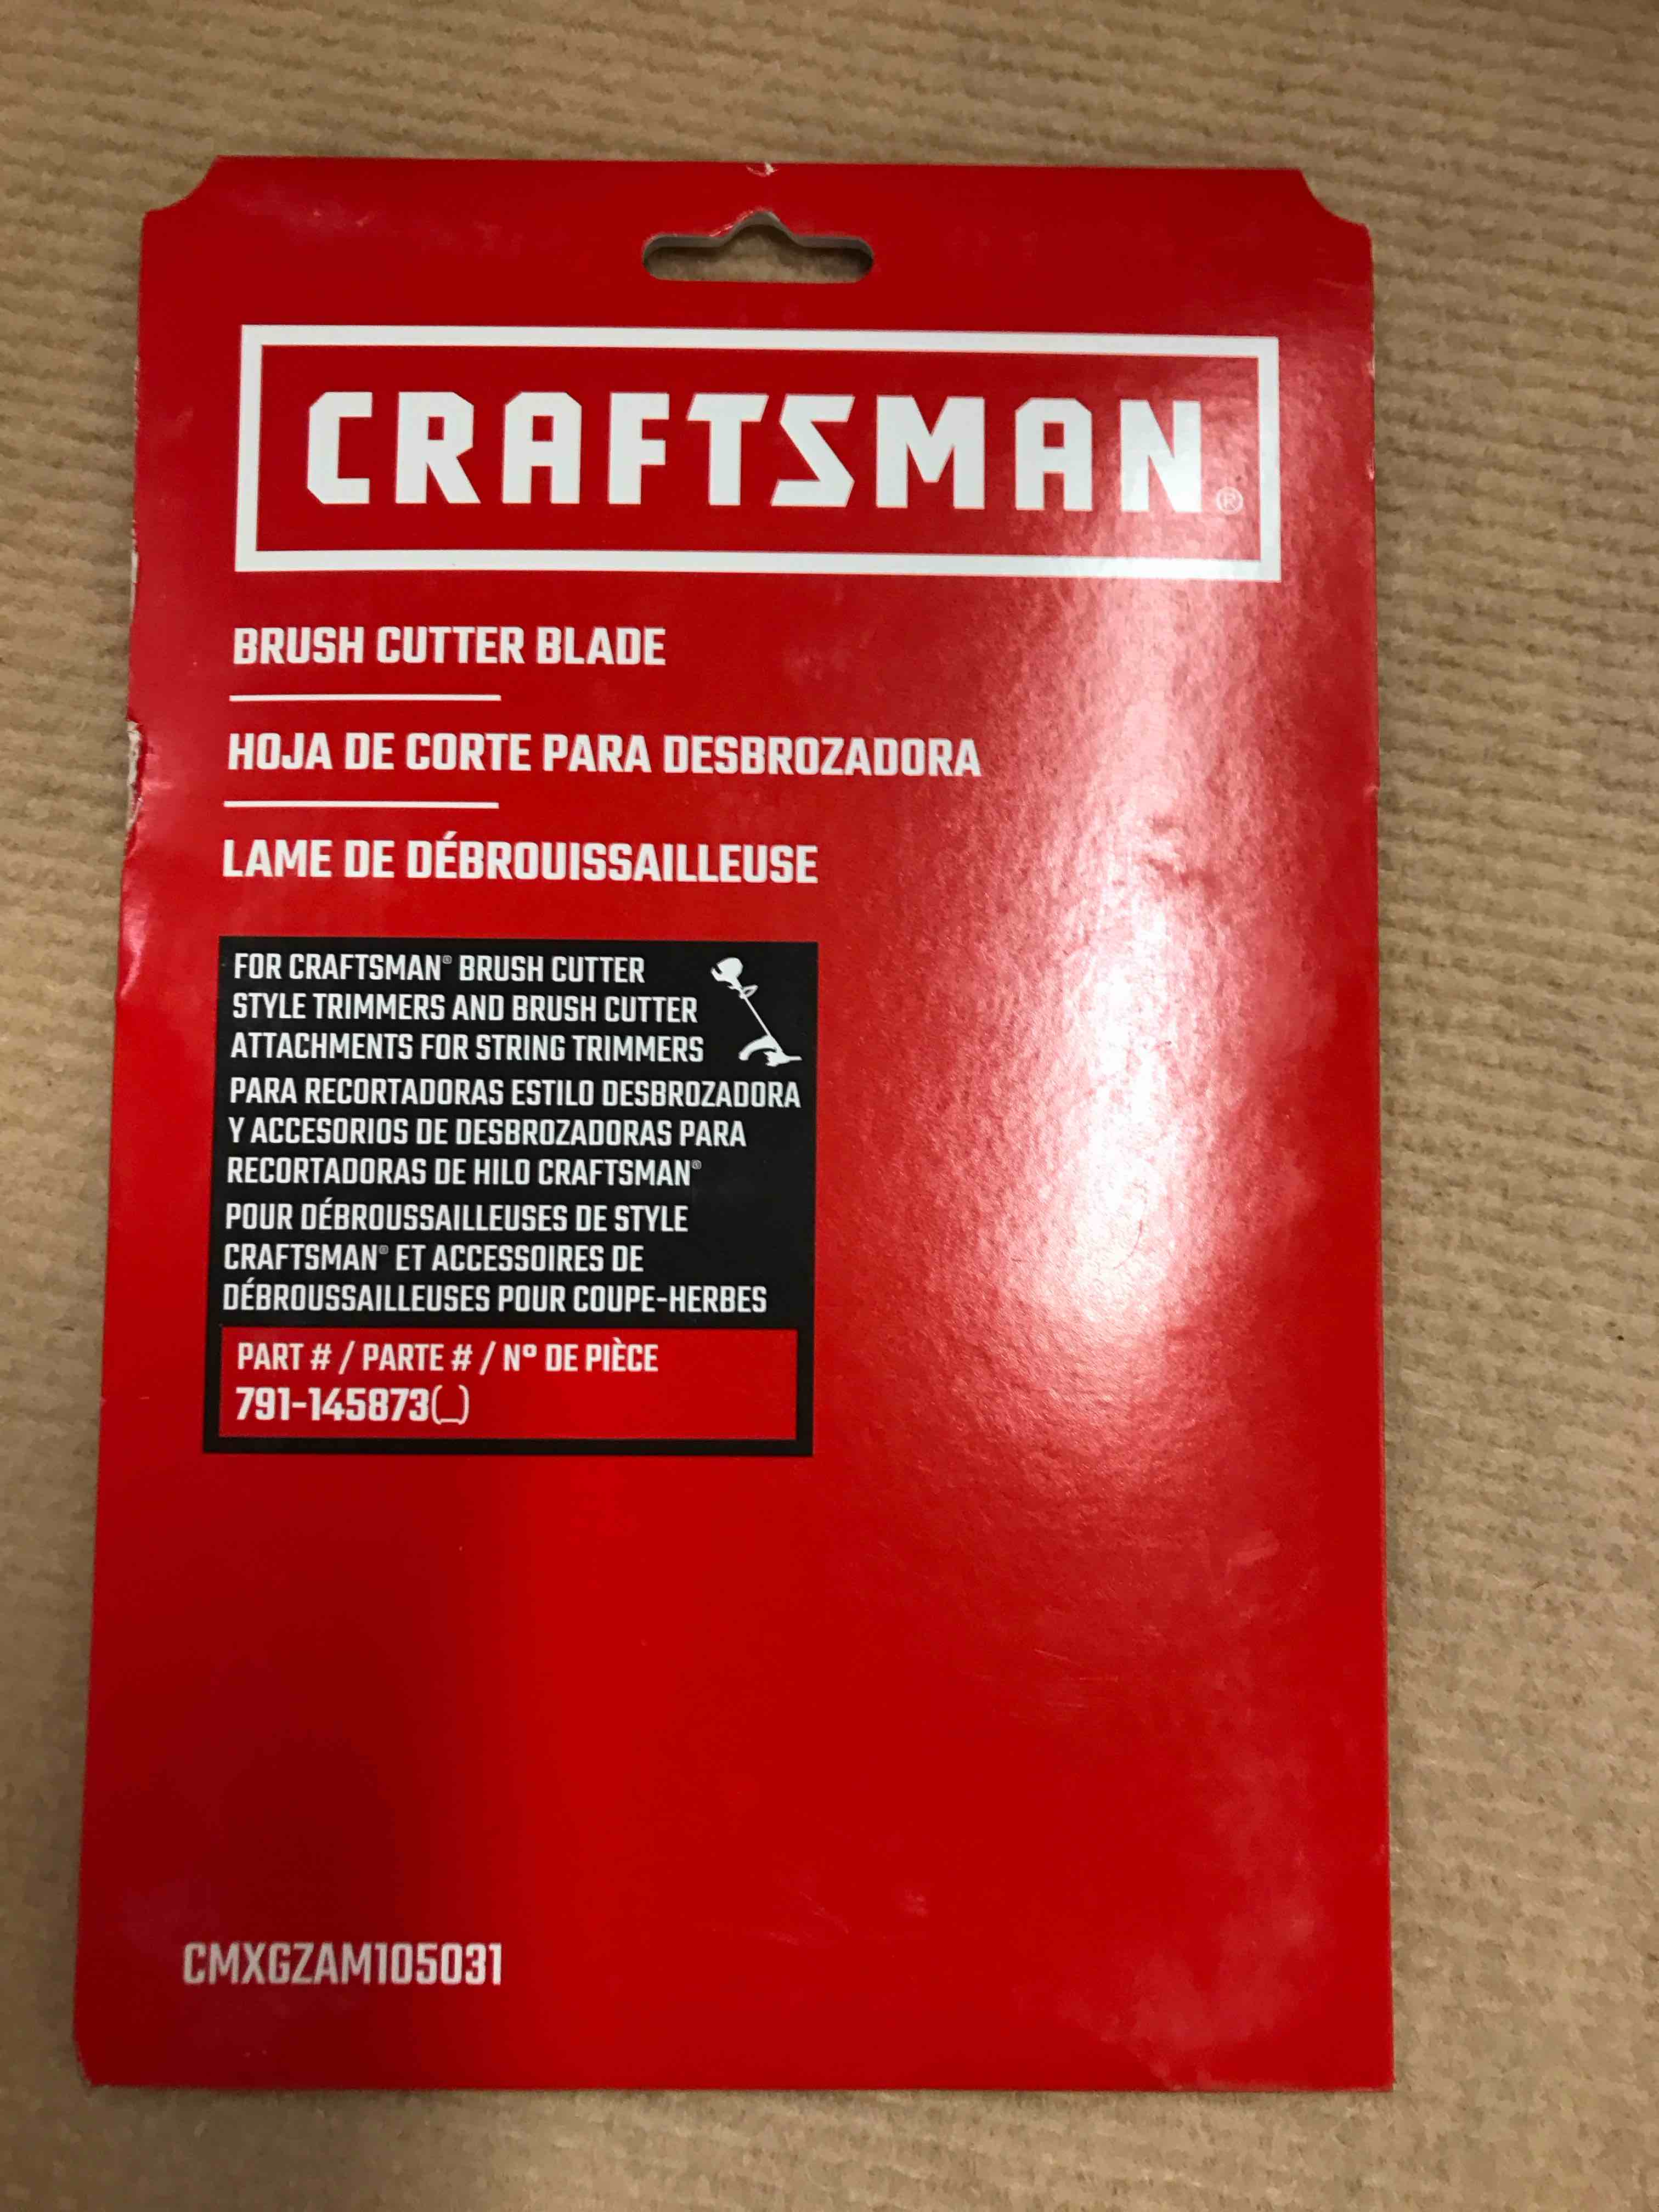 CRAFTSMAN®
BRUSH CUTTER BLADE
HOJA DE CORTE PARA DESBROZADORA
LAME DE DÉBROUISSAILLEUSE
FOR CRAFTSMAN® BRUSH CUTTER
STYLE TRIMMERS AND BRUSH CUTTER
ATTACHMENTS FOR STRING TRIMMERS
PARA RECORTADORAS ESTILO DESBROZADORA
Y ACCESORIOS DE DESBROZADORAS PARA
RECORTADORAS DE HILO CRAFTSMAN®
POUR DÉBROUSSAILLEUSES DE STYLE
CRAFTSMAN® ET ACCESSOIRES DE
DÉBROUSSAILLEUSES POUR COUPE-HERBES
PART # / PARTE # / Nº DE PIÈCE
791-145873(_)
CMXGZAM105031